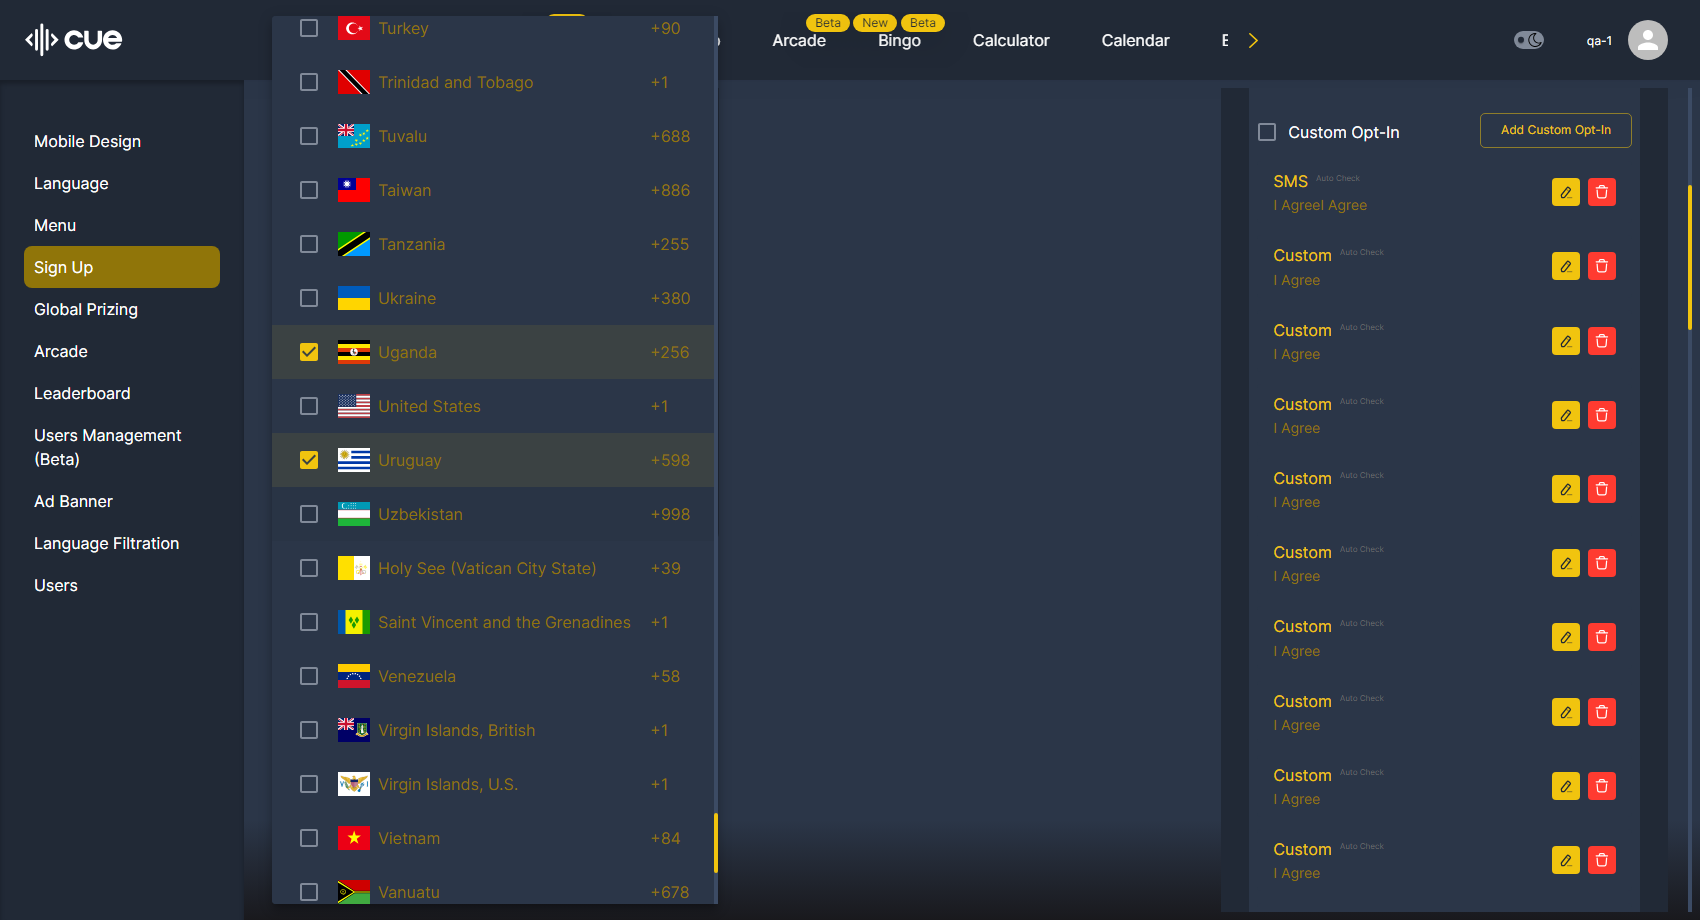 cue
Beta
New
Beta
Arcade
Bingo
Calculator
Calendar
qa-1
Mobile Design
Language
Menu
Sign Up
Global Prizing
Arcade
Leaderboard
Users Management
(Beta)
Ad Banner
Language Filtration
Users
Turkey +90
Trinidad and Tobago +1
Tuvalu +688
Taiwan +886
Tanzania +255
Ukraine +380
Uganda +256
United States +1
Uruguay +598
Uzbekistan +998
Holy See (Vatican City State) +39
Saint Vincent and the Grenadines +1
Venezuela +58
Virgin Islands, British +1
Virgin Islands, U.S. +1
Vietnam +84
Vanuatu +678
Custom Opt-In
Add Custom Opt-In
SMS Auto Check
I AgreeI Agree
Custom Auto Check
I Agree
Custom Auto Check
I Agree
Custom Auto Check
I Agree
Custom Auto Check
I Agree
Custom Auto Check
I Agree
Custom Auto Check
I Agree
Custom Auto Check
I Agree
Custom Auto Check
I Agree
Custom Auto Check
I Agree